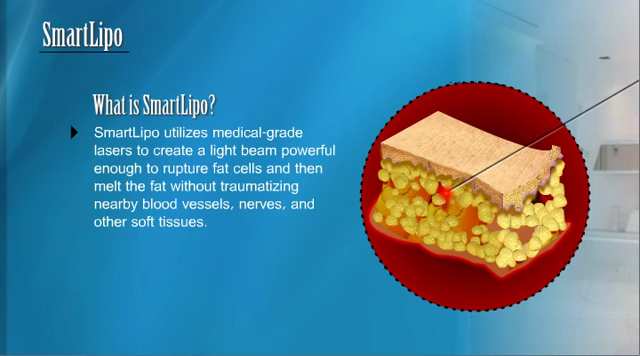 SmartLipo
What is SmartLipo?
SmartLipo utilizes medical-grade
lasers to create a light beam powerful
enough to rupture fat cells and then
melt the fat without traumatizing
nearby blood vessels, nerves, and
other soft tissues.